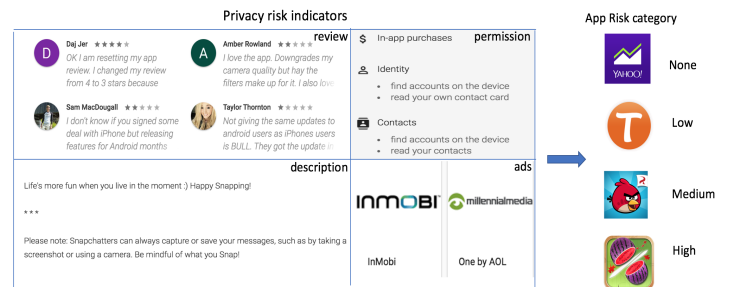 Privacy risk indicators
review
D
Daj Jer ★★★★★
OK I am resetting my app
review. I changed my review
from 4 to 3 stars because
A
Amber Rowland ★★★★★
I love the app. Downgrades my
camera quality but hay the
filters make up for it. I also love
Sam MacDougall ★★★★★
I don't know if you signed some
deal with iPhone but releasing
features for Android months
Taylor Thornton ★★★★★
Not giving the same updates to
android users as iPhones users
is BULL. They got the update in
permission
$ In-app purchases
Identity
• find accounts on the device
• read your own contact card
Contacts
• find accounts on the device
• read your contacts
description
Life's more fun when you live in the moment :) Happy Snapping!
* * *
Please note: Snapchatters can always capture or save your messages, such as by taking a
screenshot or using a camera. Be mindful of what you Snap!
ads
INMOBI
millennialmedia
InMobi
One by AOL
App Risk category
YAHOO!
None
T
Low
Medium
High